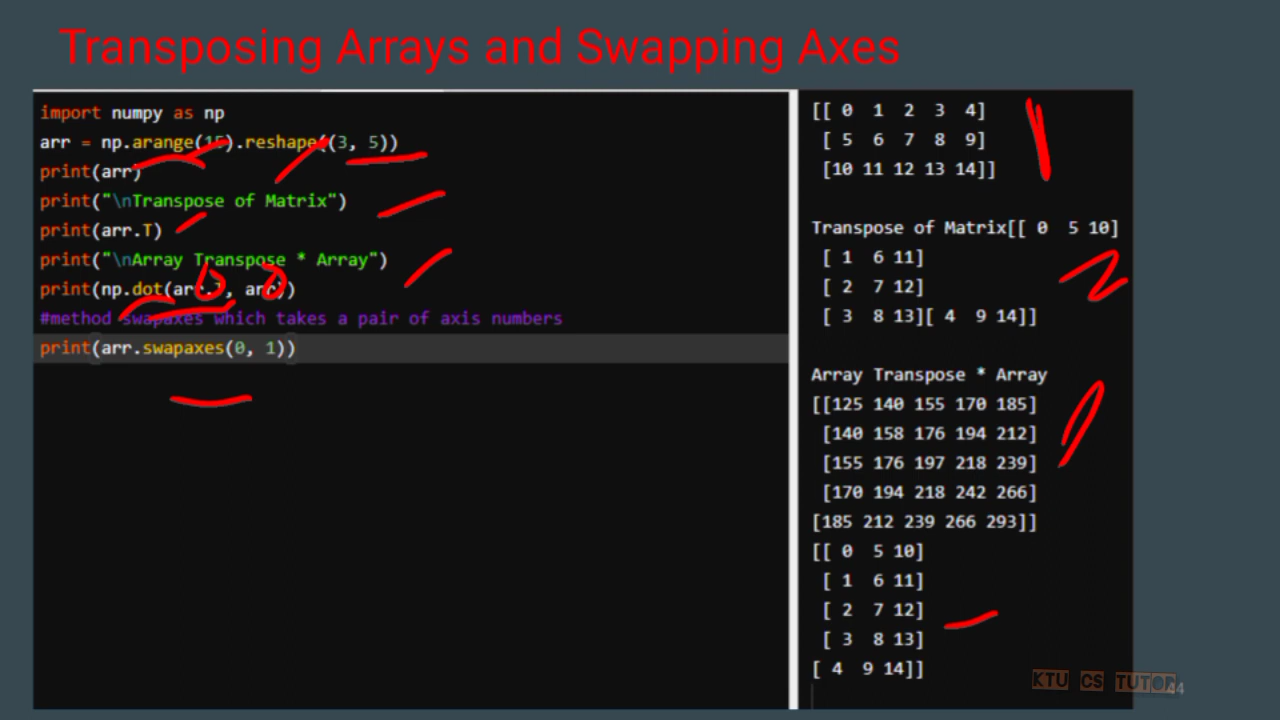 Transposing Arrays and Swapping Axes
import numpy as np
arr = np.arange(15).reshape((3, 5))
print(arr)
print("\nTranspose of Matrix")
print(arr.T)
print("\nArray Transpose * Array")
print(np.dot(arr.T, arr))
#method swapaxes which takes a pair of axis numbers
print(arr.swapaxes(0, 1))
[[ 0 1 2 3 4]
[ 5 6 7 8 9]
[10 11 12 13 14]]
Transpose of Matrix[[ 0 5 10]
[ 1 6 11]
[ 2 7 12]
[ 3 8 13][ 4 9 14]]
Array Transpose * Array
[[125 140 155 170 185]
[140 158 176 194 212]
[155 176 197 218 239]
[170 194 218 242 266]
[185 212 239 266 293]]
[[ 0 5 10]
[ 1 6 11]
[ 2 7 12]
[ 3 8 13]
[ 4 9 14]]
KTU CS TUTOR
44